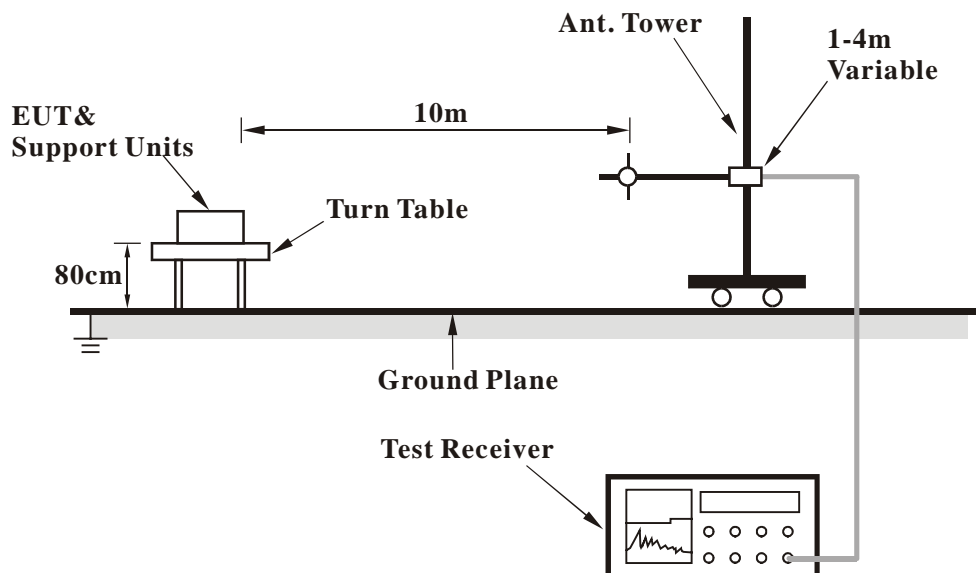 Ant. Tower
1-4m
Variable
EUT&
Support Units
10m
Turn Table
80cm
Ground Plane
Test Receiver